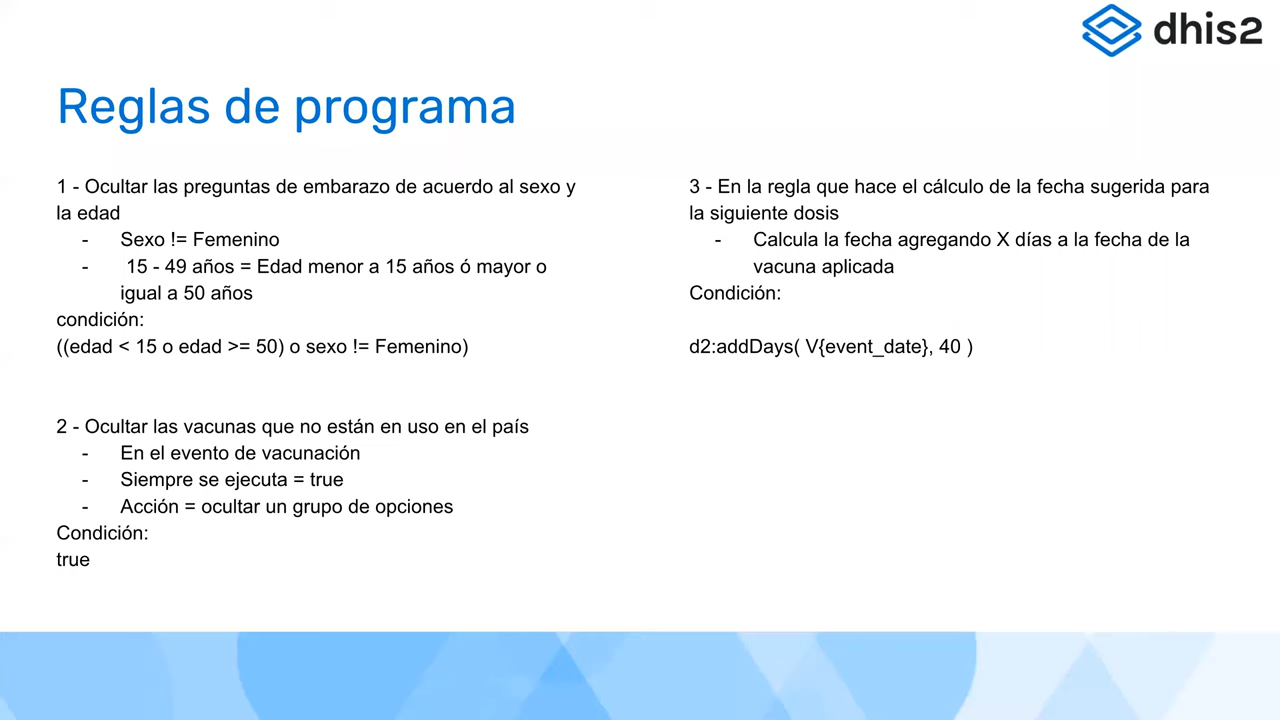 dhis2
Reglas de programa
1 - Ocultar las preguntas de embarazo de acuerdo al sexo y
la edad
- Sexo != Femenino
- 15 - 49 años = Edad menor a 15 años ó mayor o
igual a 50 años
condición:
((edad < 15 o edad >= 50) o sexo != Femenino)
2 - Ocultar las vacunas que no están en uso en el país
- En el evento de vacunación
- Siempre se ejecuta = true
- Acción = ocultar un grupo de opciones
Condición:
true
3 - En la regla que hace el cálculo de la fecha sugerida para
la siguiente dosis
- Calcula la fecha agregando X días a la fecha de la
vacuna aplicada
Condición:
d2:addDays( V{event_date}, 40 )